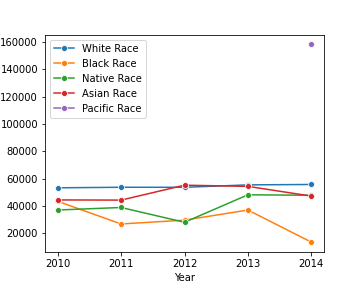 160000
140000
120000
100000
80000
60000
40000
20000
White Race
Black Race
Native Race
Asian Race
Pacific Race
2010 2011 2012 2013 2014
Year